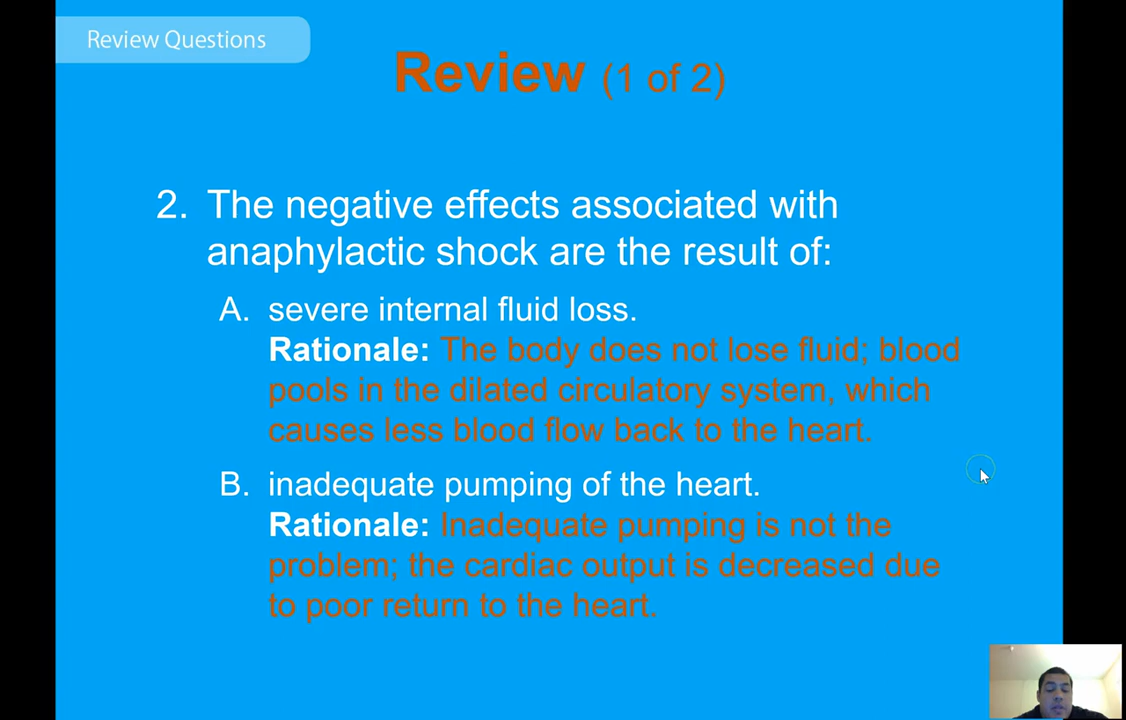 Review Questions
Review (1 of 2)
2. The negative effects associated with
anaphylactic shock are the result of:
A. severe internal fluid loss.
Rationale: The body does not lose fluid; blood
pools in the dilated circulatory system, which
causes less blood flow back to the heart.
B. inadequate pumping of the heart.
Rationale: Inadequate pumping is not the
problem; the cardiac output is decreased due
to poor return to the heart.